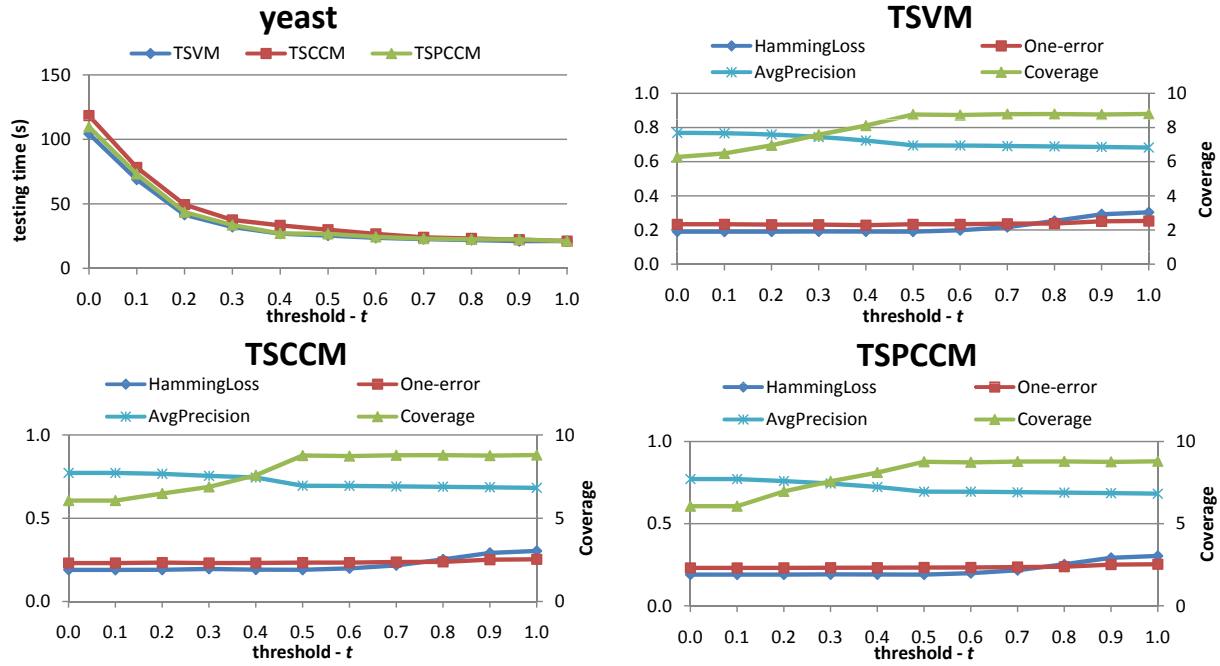 yeast
TSVM TSCCM TSPCCM
150
100
50
0
testing time (s)
0.0 0.1 0.2 0.3 0.4 0.5 0.6 0.7 0.8 0.9 1.0
threshold - t
TSVM
HammingLoss One-error
AvgPrecision Coverage
1.0
0.8
0.6
0.4
0.2
0.0
10
8
6
4
2
0
Coverage
0.0 0.1 0.2 0.3 0.4 0.5 0.6 0.7 0.8 0.9 1.0
threshold - t
TSCCM
HammingLoss One-error
AvgPrecision Coverage
1.0
0.5
0.0
10
5
0
Coverage
0.0 0.1 0.2 0.3 0.4 0.5 0.6 0.7 0.8 0.9 1.0
threshold - t
TSPCCM
HammingLoss One-error
AvgPrecision Coverage
1.0
0.5
0.0
10
5
0
Coverage
0.0 0.1 0.2 0.3 0.4 0.5 0.6 0.7 0.8 0.9 1.0
threshold - t